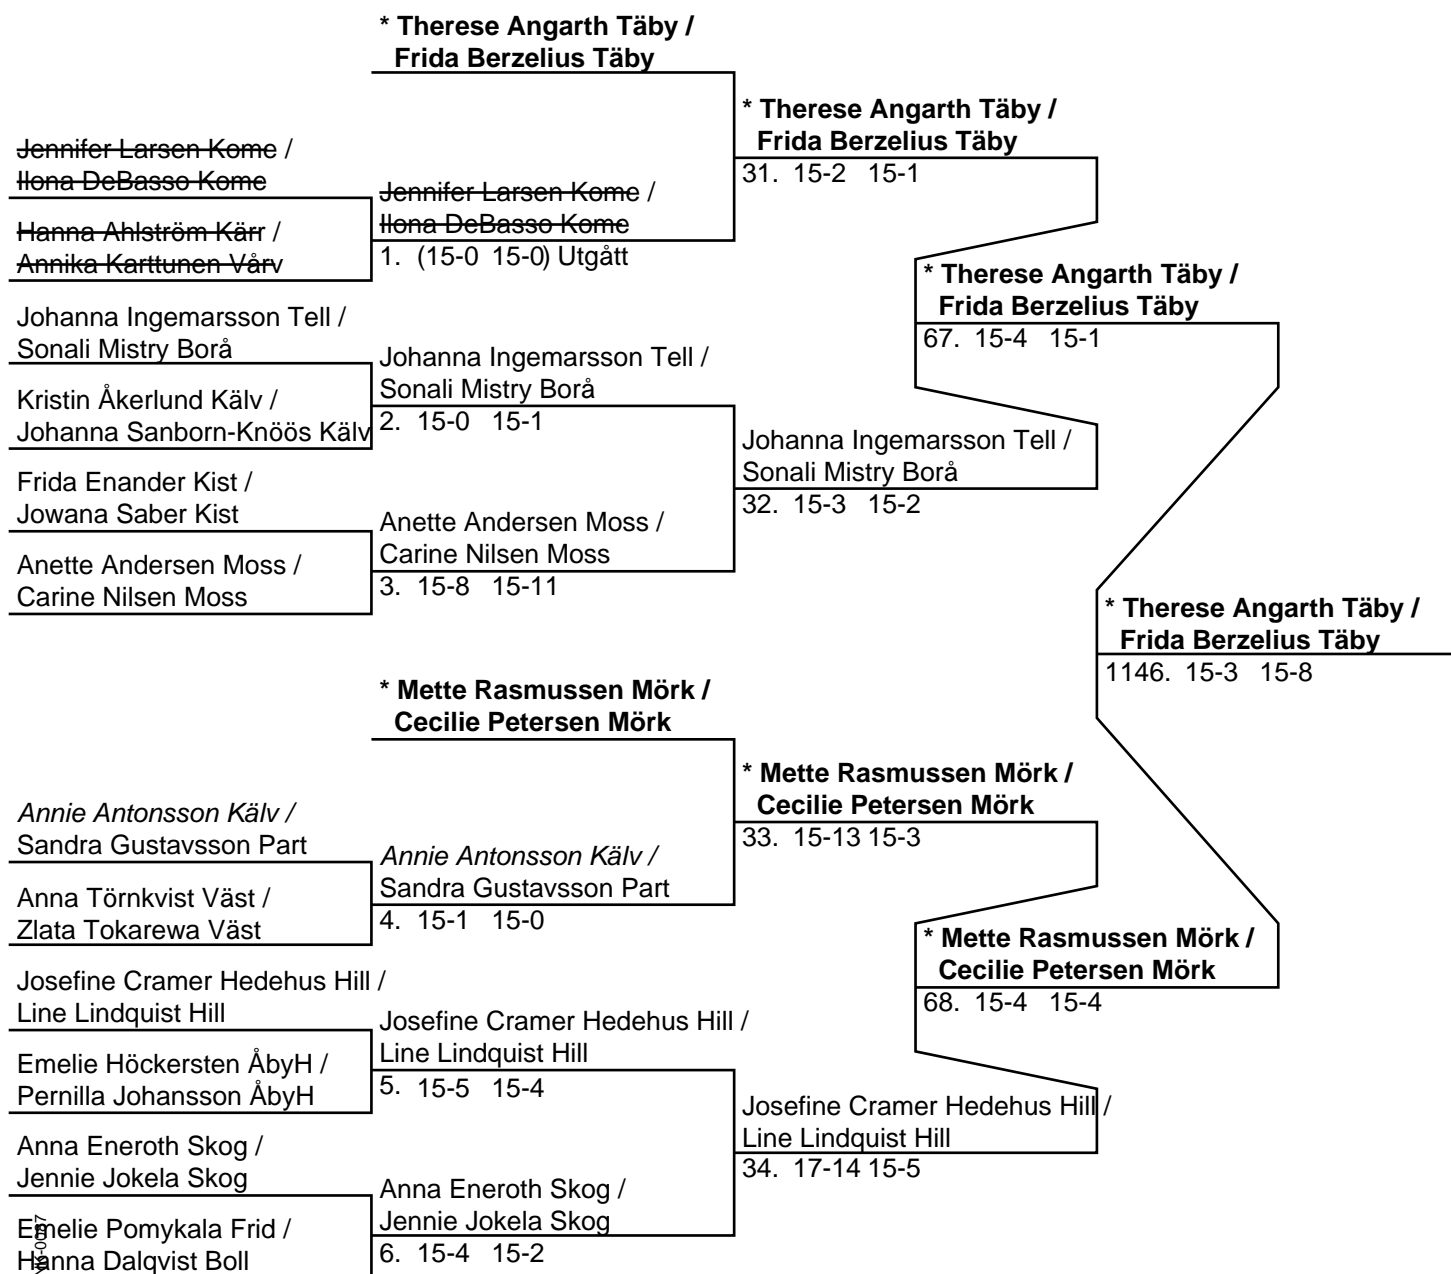 * Therese Angarth Täby /
Frida Berzelius Täby
Jennifer Larsen Kome /
Ilona DeBasso Kome
Hanna Ahlström Kärr /
Annika Karttunen Vårv
Johanna Ingemarsson Tell /
Sonali Mistry Borå
Kristin Åkerlund Kälv /
Johanna Sanborn-Knöös Kälv
Frida Enander Kist /
Jowana Saber Kist
Anette Andersen Moss /
Carine Nilsen Moss
Jennifer Larsen Kome /
Ilona DeBasso Kome
1. (15-0 15-0) Utgått
Johanna Ingemarsson Tell /
Sonali Mistry Borå
2. 15-0 15-1
Anette Andersen Moss /
Carine Nilsen Moss
3. 15-8 15-11
* Therese Angarth Täby /
Frida Berzelius Täby
31. 15-2 15-1
Johanna Ingemarsson Tell /
Sonali Mistry Borå
32. 15-3 15-2
* Therese Angarth Täby /
Frida Berzelius Täby
67. 15-4 15-1
* Therese Angarth Täby /
Frida Berzelius Täby
1146. 15-3 15-8
* Mette Rasmussen Mörk /
Cecilie Petersen Mörk
Annie Antonsson Kälv /
Sandra Gustavsson Part
Anna Törnkvist Väst /
Zlata Tokarewa Väst
Josefine Cramer Hedehus Hill /
Line Lindquist Hill
Emelie Höckersten ÅbyH /
Pernilla Johansson ÅbyH
Anna Eneroth Skog /
Jennie Jokela Skog
Emelie Pomykala Frid /
Hanna Dalqvist Boll
Annie Antonsson Kälv /
Sandra Gustavsson Part
4. 15-1 15-0
Josefine Cramer Hedehus Hill /
Line Lindquist Hill
5. 15-5 15-4
Anna Eneroth Skog /
Jennie Jokela Skog
6. 15-4 15-2
* Mette Rasmussen Mörk /
Cecilie Petersen Mörk
33. 15-13 15-3
Josefine Cramer Hedehus Hill /
Line Lindquist Hill
34. 17-14 15-5
* Mette Rasmussen Mörk /
Cecilie Petersen Mörk
68. 15-4 15-4